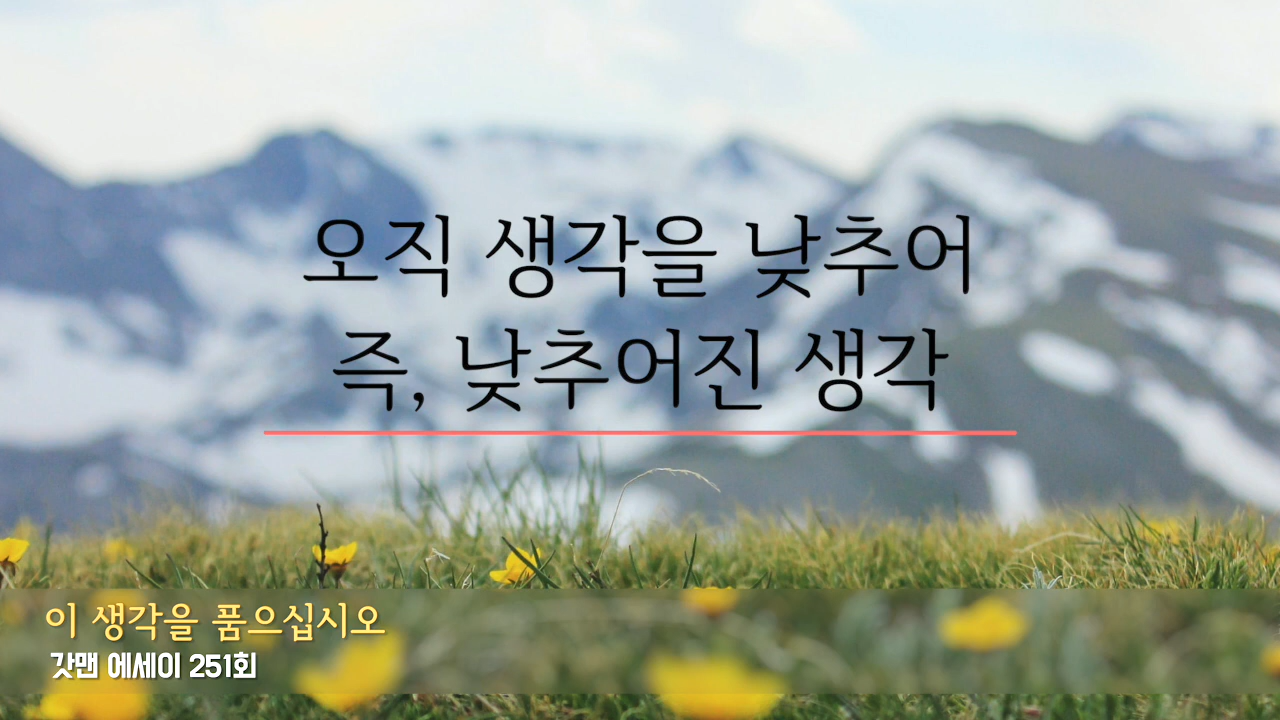 오직 생각을 낮추어
즉, 낮추어진 생각
이 생각을 품으십시오
갓맨 에세이 251회